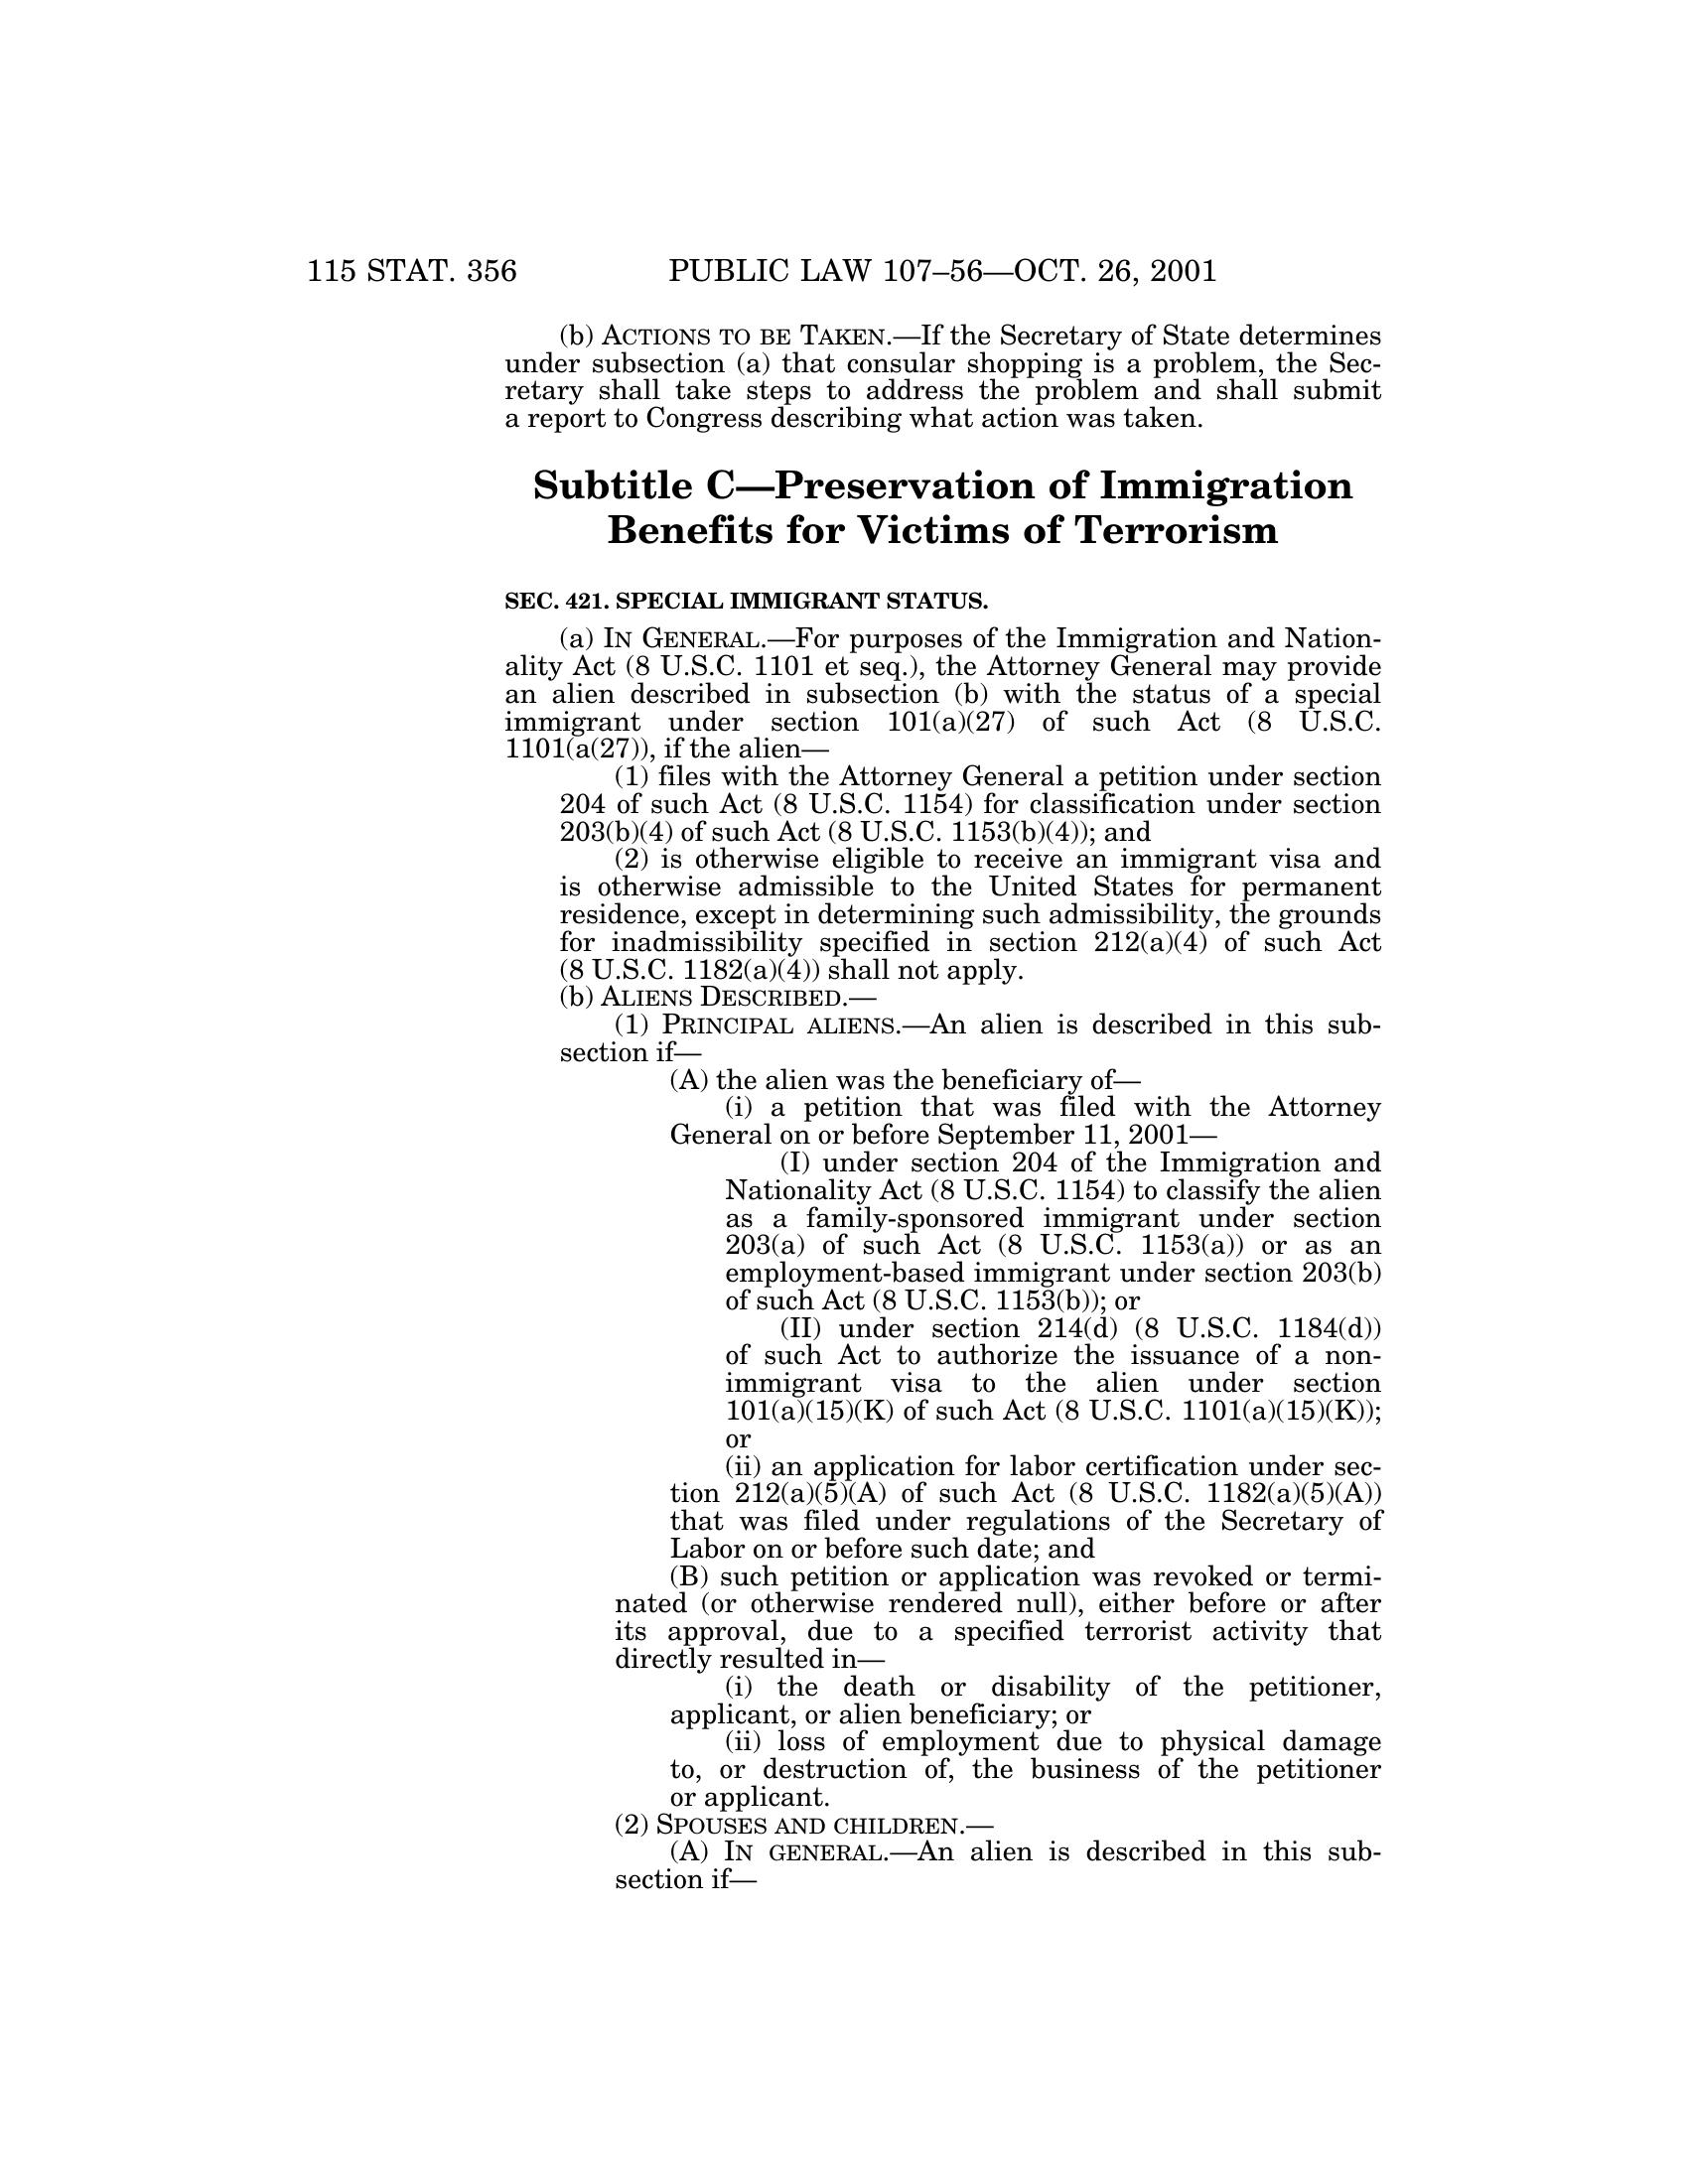 115 STAT. 356 PUBLIC LAW 107–56—OCT. 26, 2001
(b) ACTIONS TO BE TAKEN.—If the Secretary of State determines
under subsection (a) that consular shopping is a problem, the Sec-
retary shall take steps to address the problem and shall submit
a report to Congress describing what action was taken.
Subtitle C—Preservation of Immigration
Benefits for Victims of Terrorism
SEC. 421. SPECIAL IMMIGRANT STATUS.
(a) IN GENERAL.—For purposes of the Immigration and Nation-
ality Act (8 U.S.C. 1101 et seq.), the Attorney General may provide
an alien described in subsection (b) with the status of a special
immigrant under section 101(a)(27) of such Act (8 U.S.C.
1101(a(27)), if the alien—
(1) files with the Attorney General a petition under section
204 of such Act (8 U.S.C. 1154) for classification under section
203(b)(4) of such Act (8 U.S.C. 1153(b)(4)); and
(2) is otherwise eligible to receive an immigrant visa and
is otherwise admissible to the United States for permanent
residence, except in determining such admissibility, the grounds
for inadmissibility specified in section 212(a)(4) of such Act
(8 U.S.C. 1182(a)(4)) shall not apply.
(b) ALIENS DESCRIBED.—
(1) PRINCIPAL ALIENS.—An alien is described in this sub-
section if—
(A) the alien was the beneficiary of—
(i) a petition that was filed with the Attorney
General on or before September 11, 2001—
(I) under section 204 of the Immigration and
Nationality Act (8 U.S.C. 1154) to classify the alien
as a family-sponsored immigrant under section
203(a) of such Act (8 U.S.C. 1153(a)) or as an
employment-based immigrant under section 203(b)
of such Act (8 U.S.C. 1153(b)); or
(II) under section 214(d) (8 U.S.C. 1184(d))
of such Act to authorize the issuance of a non-
immigrant visa to the alien under section
101(a)(15)(K) of such Act (8 U.S.C. 1101(a)(15)(K));
or
(ii) an application for labor certification under sec-
tion 212(a)(5)(A) of such Act (8 U.S.C. 1182(a)(5)(A))
that was filed under regulations of the Secretary of
Labor on or before such date; and
(B) such petition or application was revoked or termi-
nated (or otherwise rendered null), either before or after
its approval, due to a specified terrorist activity that
directly resulted in—
(i) the death or disability of the petitioner,
applicant, or alien beneficiary; or
(ii) loss of employment due to physical damage
to, or destruction of, the business of the petitioner
or applicant.
(2) SPOUSES AND CHILDREN.—
(A) IN GENERAL.—An alien is described in this sub-
section if—